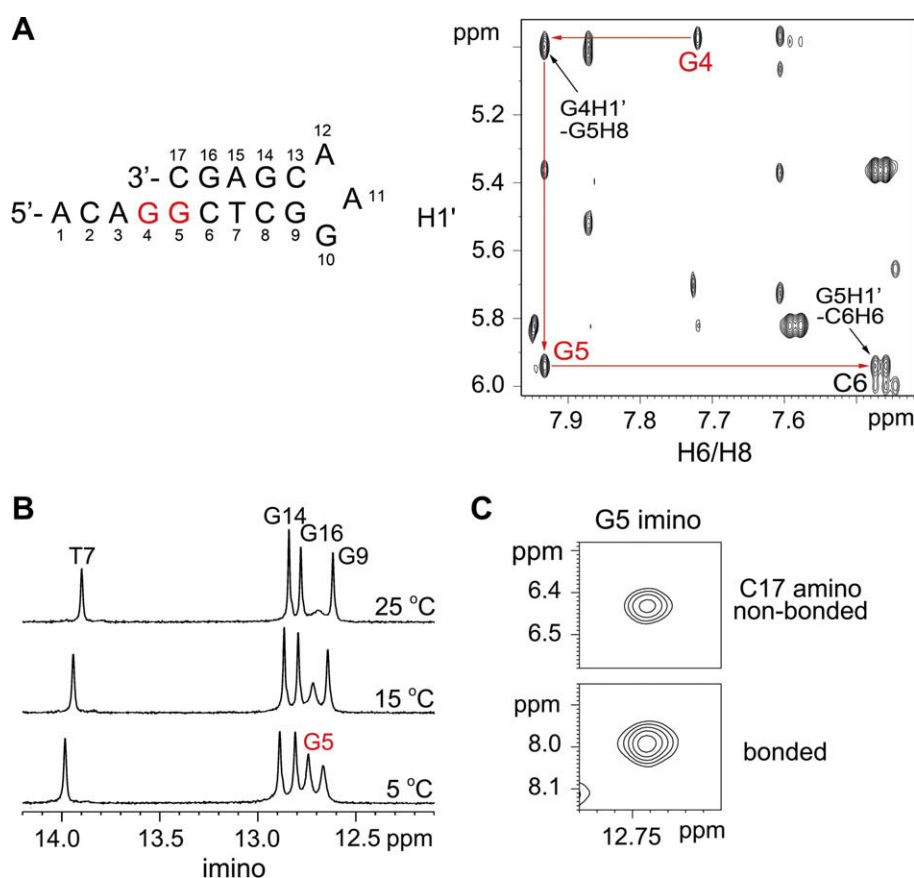 A
12
17 16 15 14 13 A
3’- C G A G C
A 11
5’- A C A G G C T C G
1 2 3 4 5 6 7 8 9
G
10
ppm
5.2
5.4
5.6
5.8
6.0
H1’
G4
G4H1’
-G5H8
G5H1’
-C6H6
G5
C6
7.9 7.8 7.7 7.6 ppm
H6/H8
B
T7
G14
G16
G9
25 °C
15 °C
G5
5 °C
14.0 13.5 13.0 12.5 ppm
imino
C
G5 imino
ppm
6.4
6.5
C17 amino
non-bonded
ppm
8.0
8.1
bonded
12.75 ppm